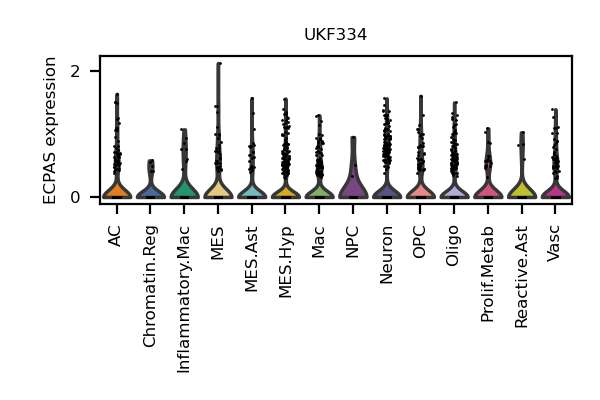 UKF334
ECPAS expression
2
0
AC
Chromatin.Reg
Inflammatory.Mac
MES
MES.Ast
MES.Hyp
Mac
NPC
Neuron
OPC
Oligo
Prolif.Metab
Reactive.Ast
Vasc